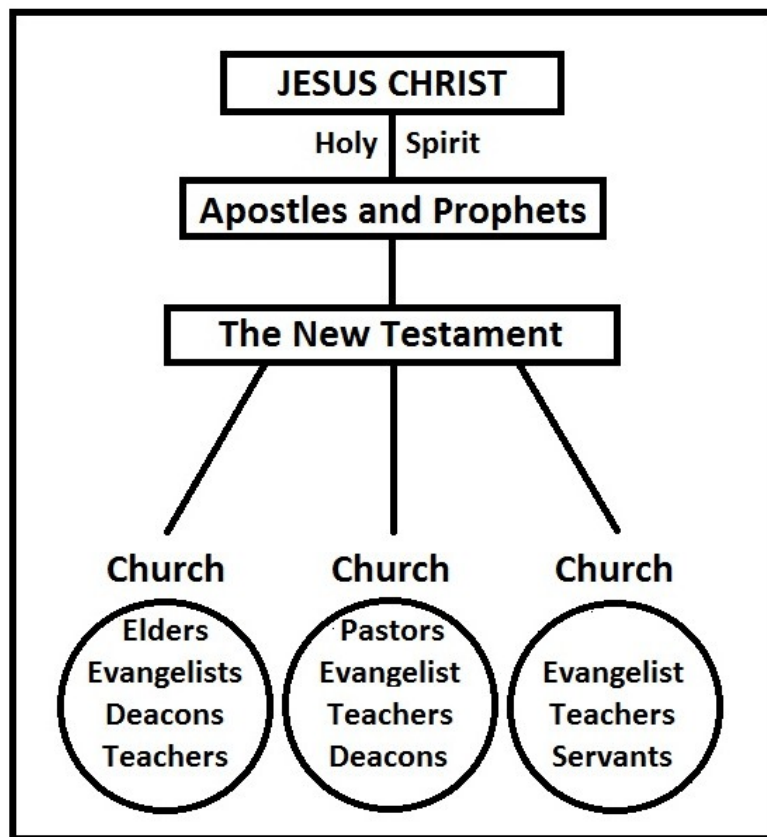 JESUS CHRIST
Holy Spirit
Apostles and Prophets
The New Testament
Church
Elders
Evangelists
Deacons
Teachers
Church
Pastors
Evangelist
Teachers
Deacons
Church
Evangelist
Teachers
Servants